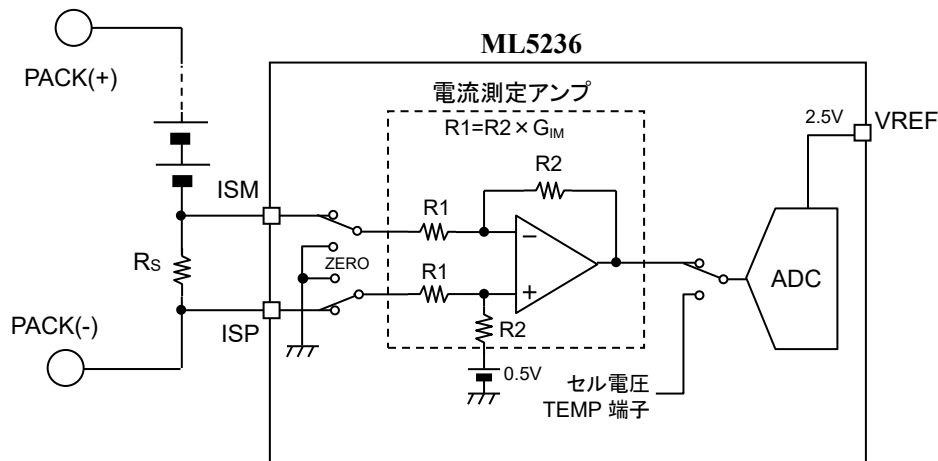 PACK(+)
ML5236
電流測定アンプ
R1=R2×GIM
2.5V
VREF
ISM
R2
R1
RS
ZERO
R1
ADC
PACK(-)
ISP
R2
0.5V
セル電圧
TEMP 端子
−
+